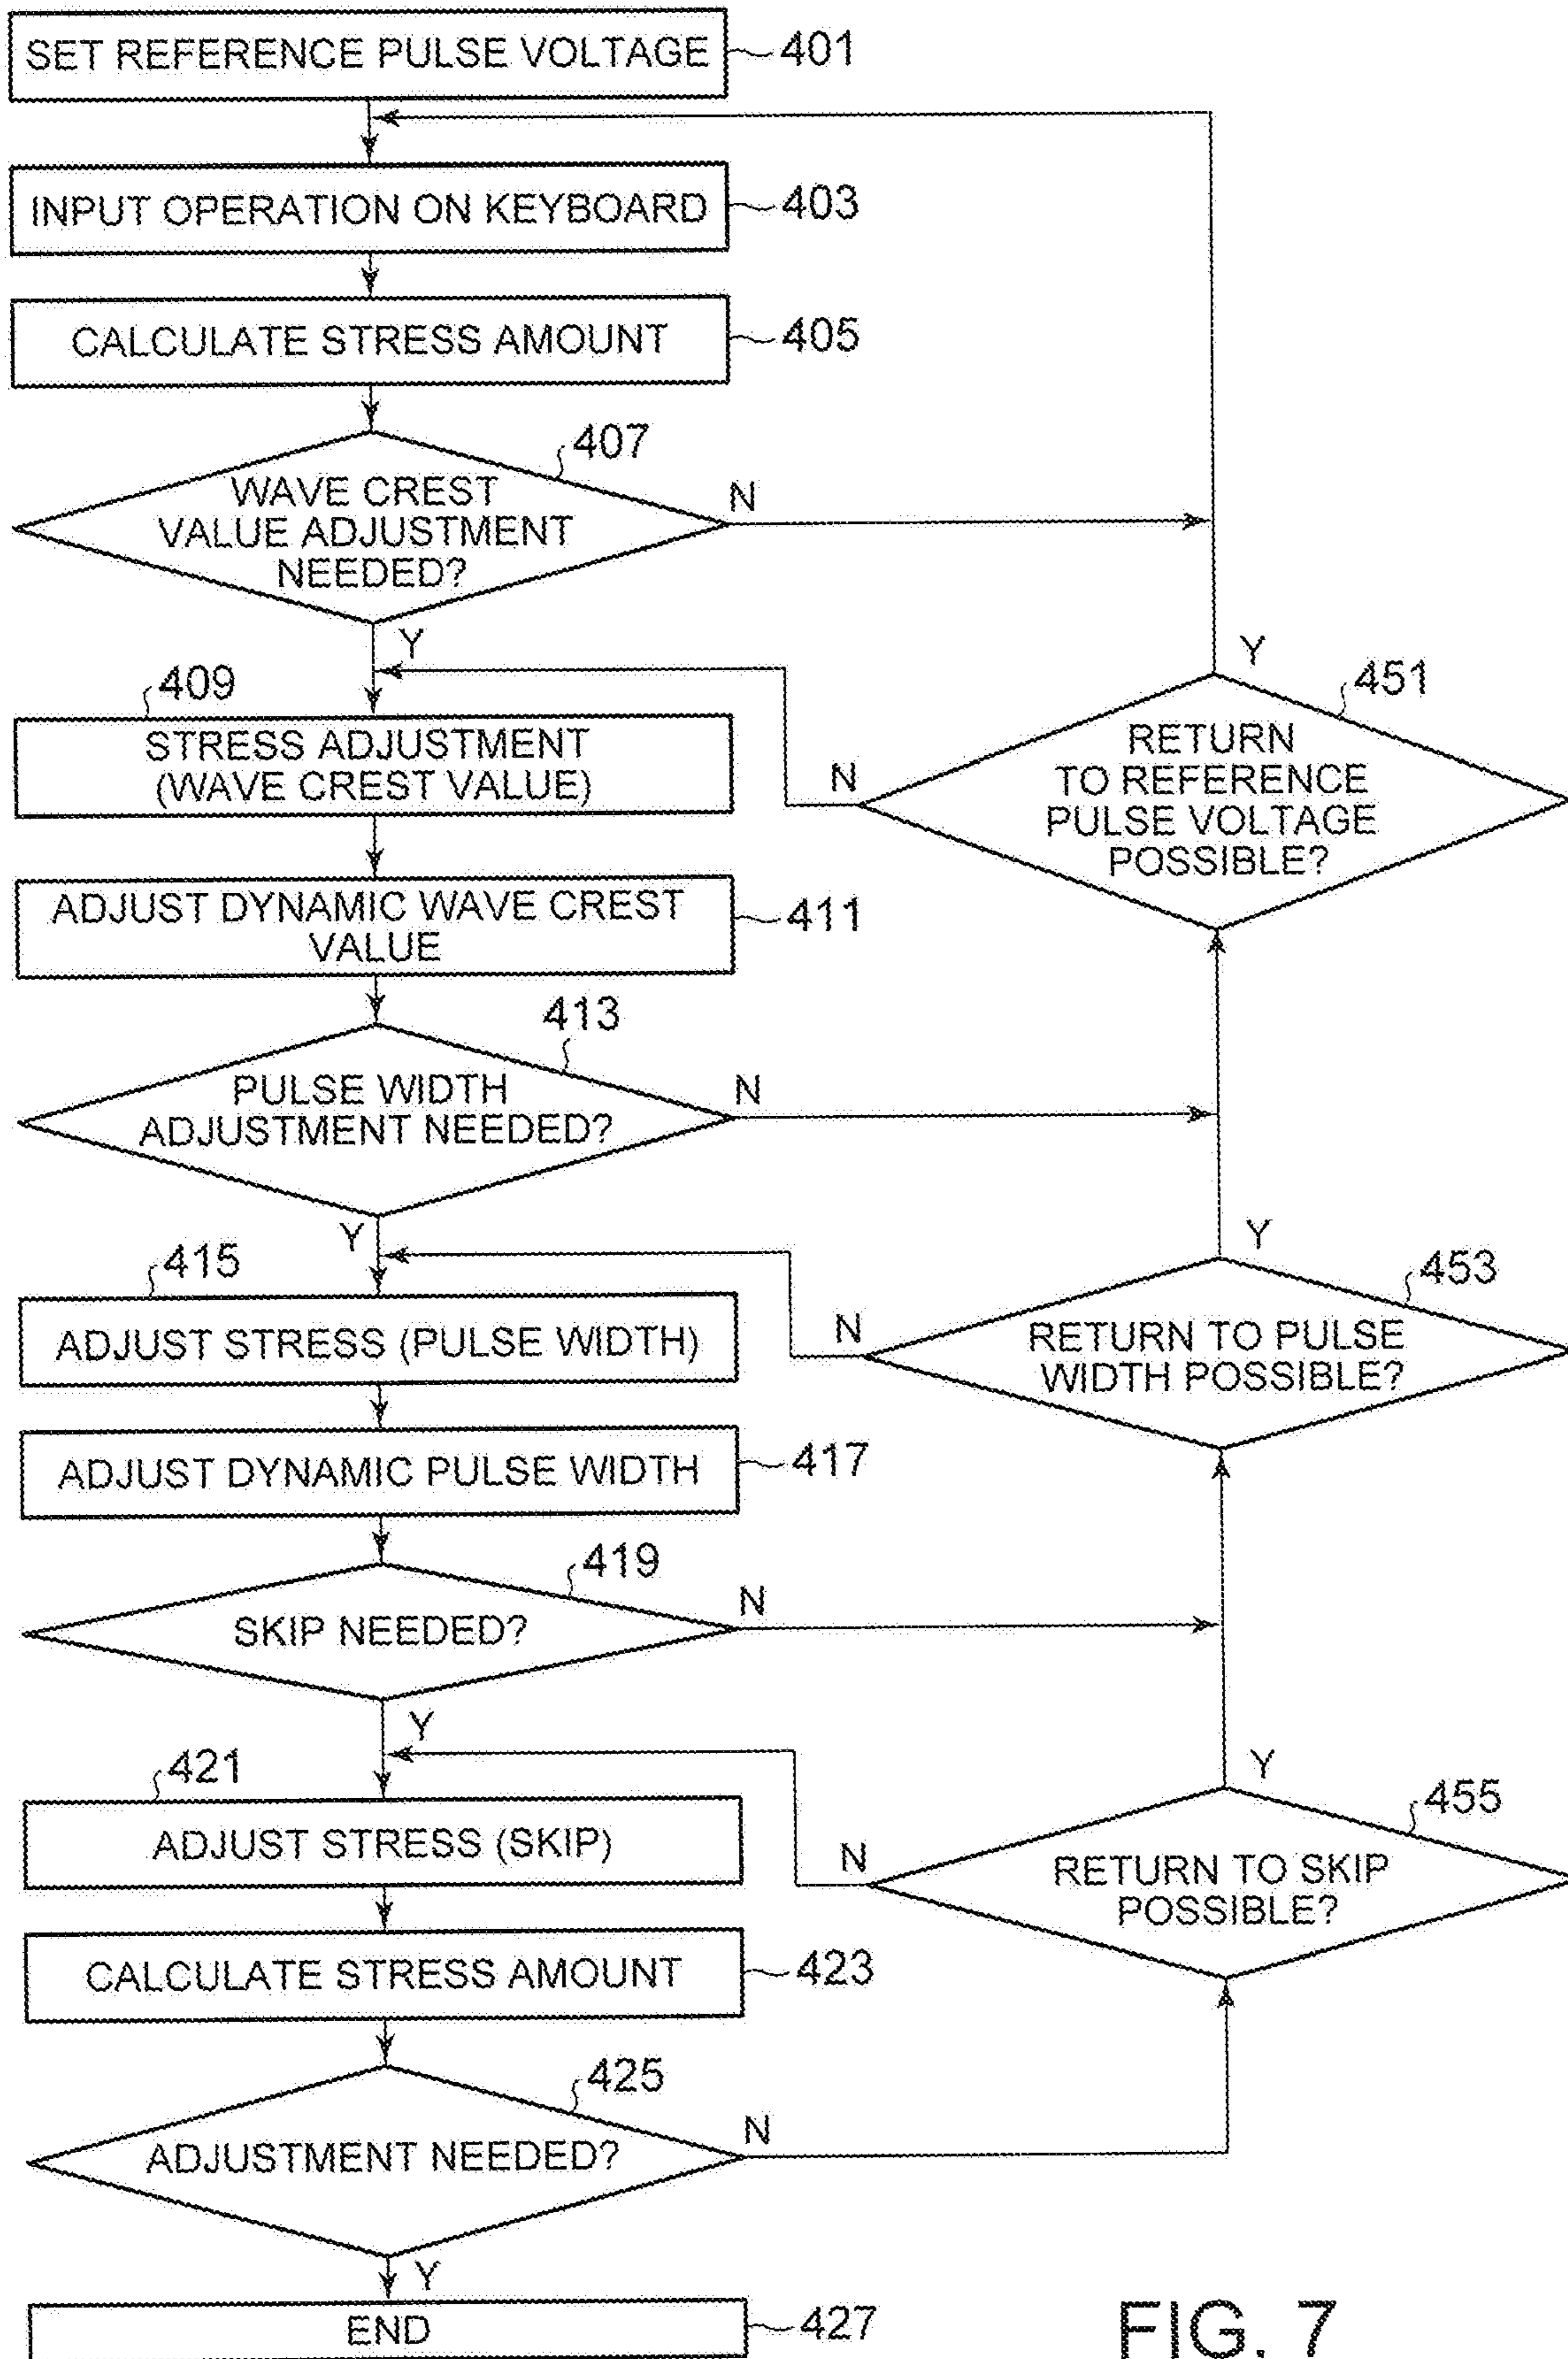 SET REFERENCE PULSE VOLTAGE
401
INPUT OPERATION ON KEYBOARD
403
CALCULATE STRESS AMOUNT
405
407
WAVE CREST
VALUE ADJUSTMENT
NEEDED?
N
Y
409
STRESS ADJUSTMENT
(WAVE CREST VALUE)
Y
451
RETURN
TO REFERENCE
PULSE VOLTAGE
POSSIBLE?
N
ADJUST DYNAMIC WAVE CREST
VALUE
411
413
PULSE WIDTH
ADJUSTMENT NEEDED?
N
Y
415
ADJUST STRESS (PULSE WIDTH)
Y
453
RETURN TO PULSE
WIDTH POSSIBLE?
N
ADJUST DYNAMIC PULSE WIDTH
417
419
SKIP NEEDED?
N
Y
421
ADJUST STRESS (SKIP)
Y
455
RETURN TO SKIP
POSSIBLE?
N
CALCULATE STRESS AMOUNT
423
425
ADJUSTMENT NEEDED?
N
Y
END
427
FIG. 7